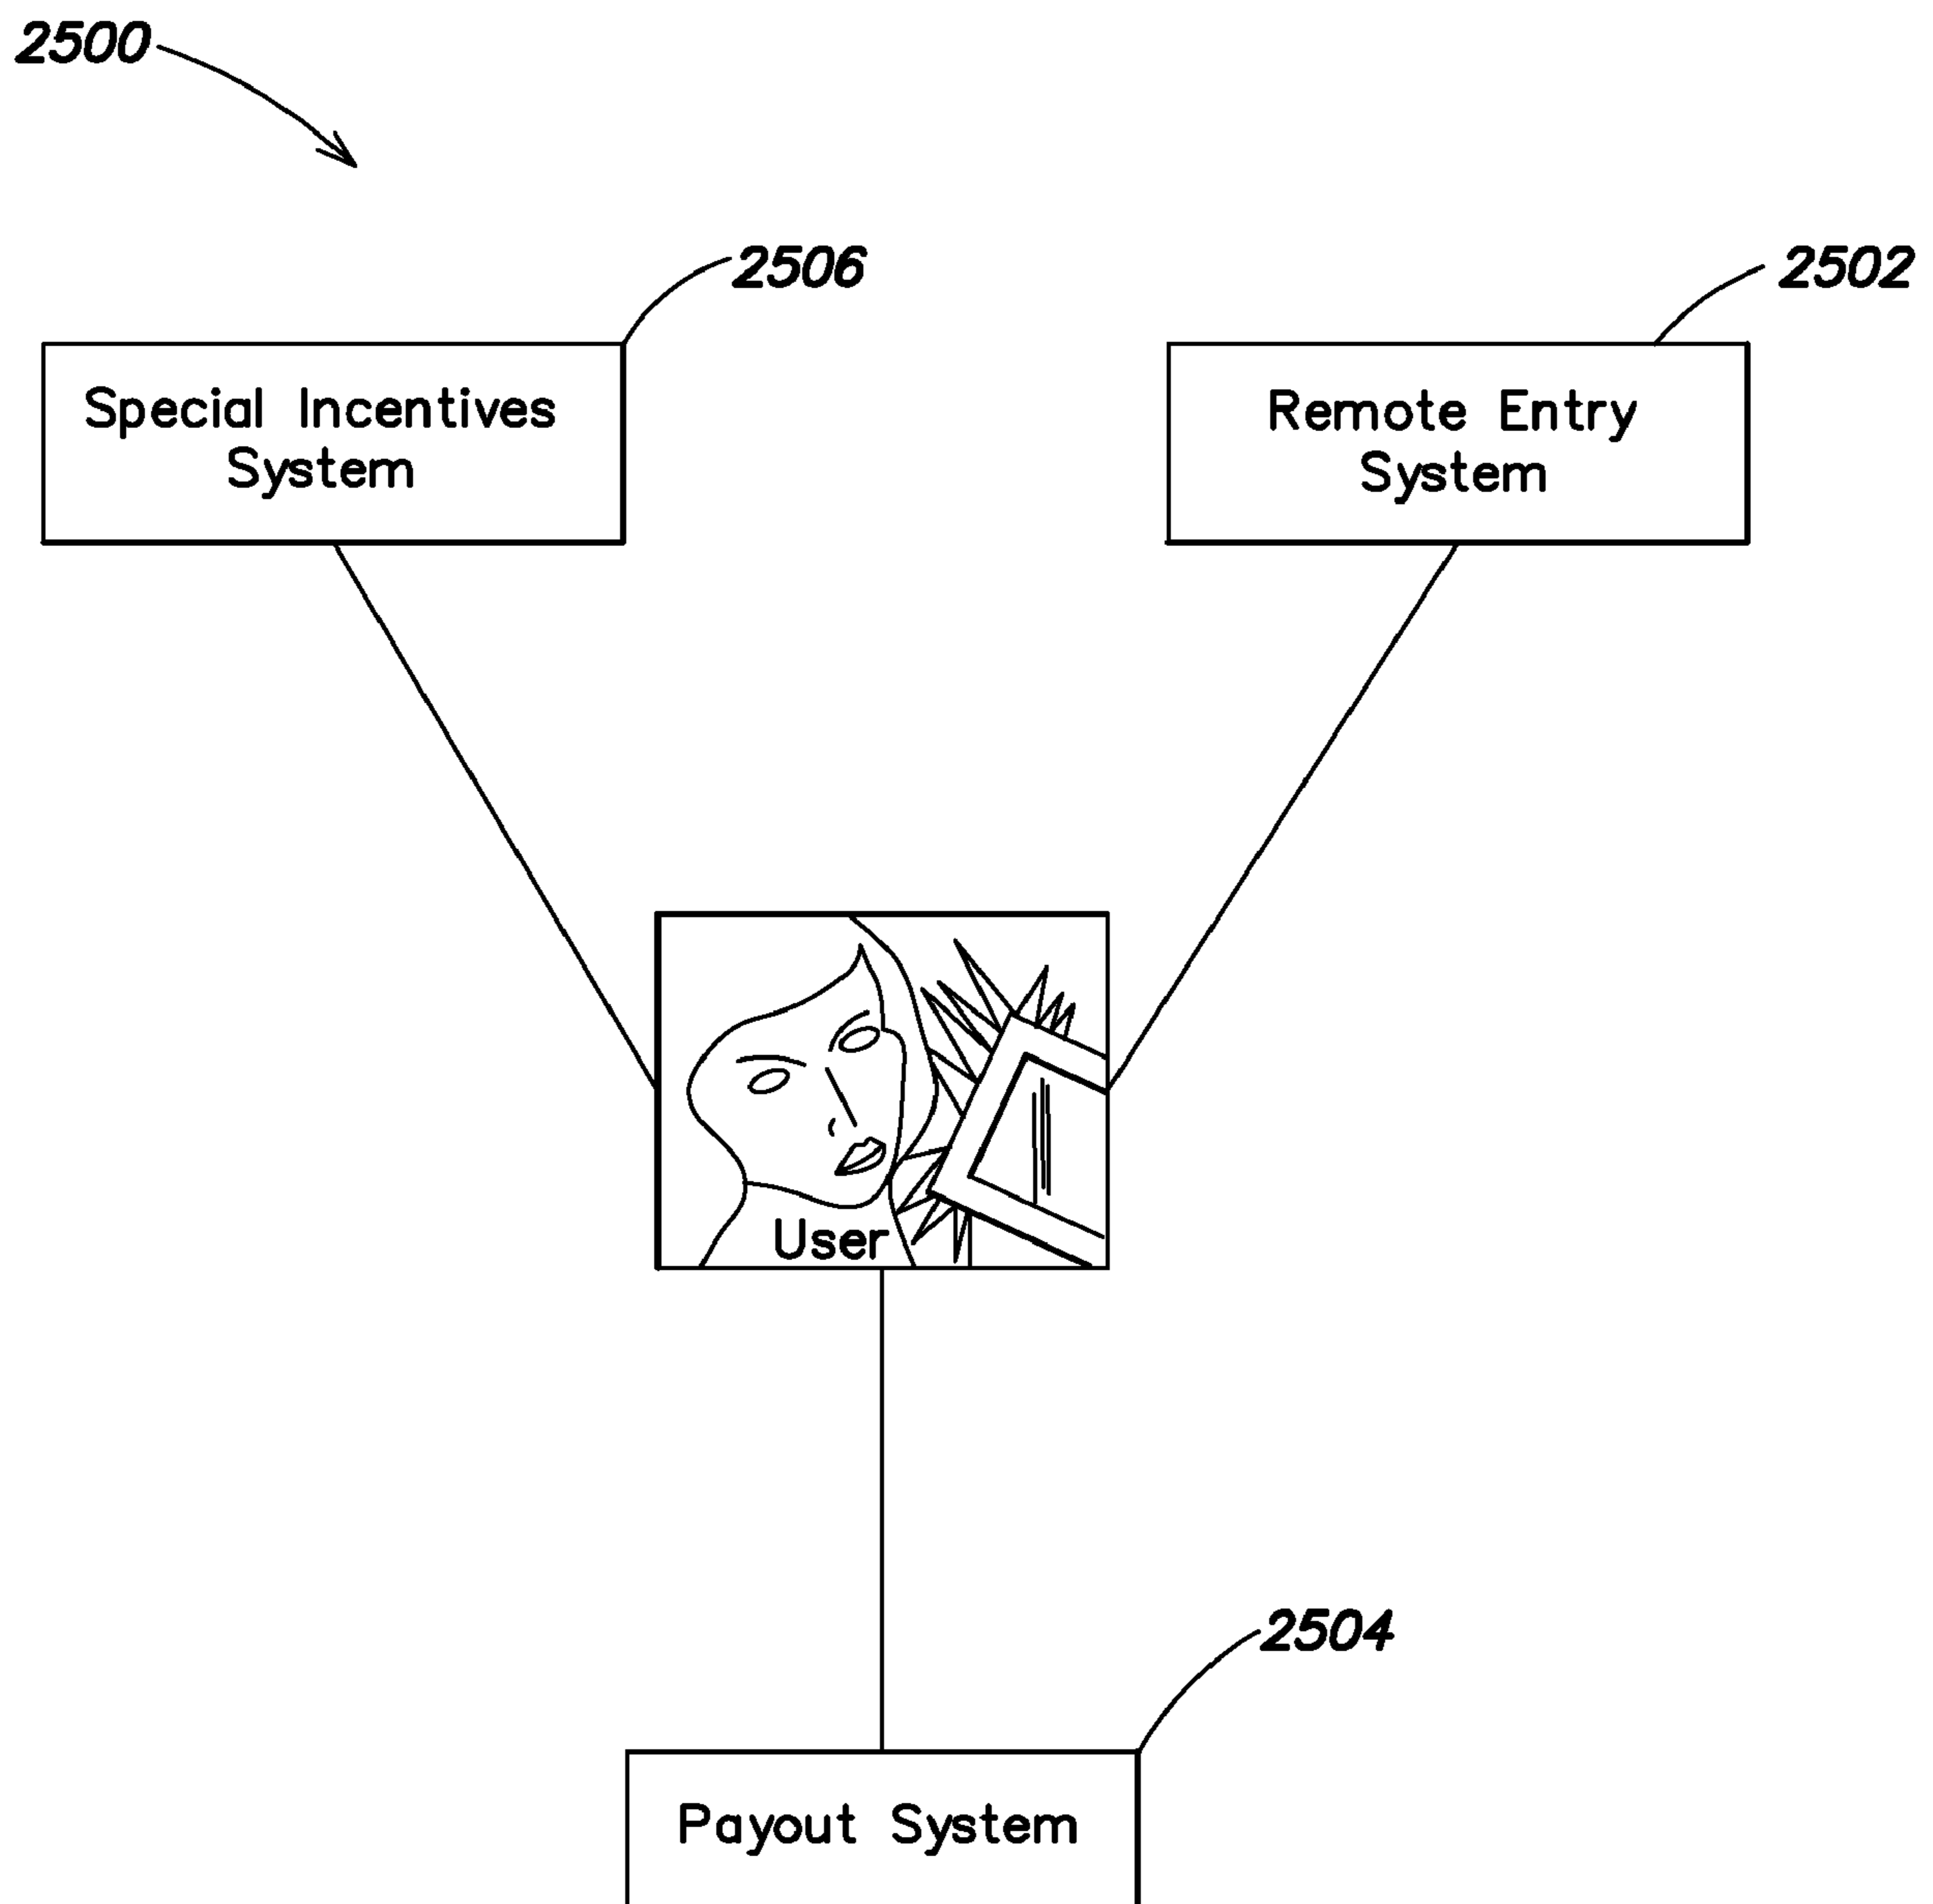 2500
2506
2502
Special Incentives
System
Remote Entry
System
User
2504
Payout System